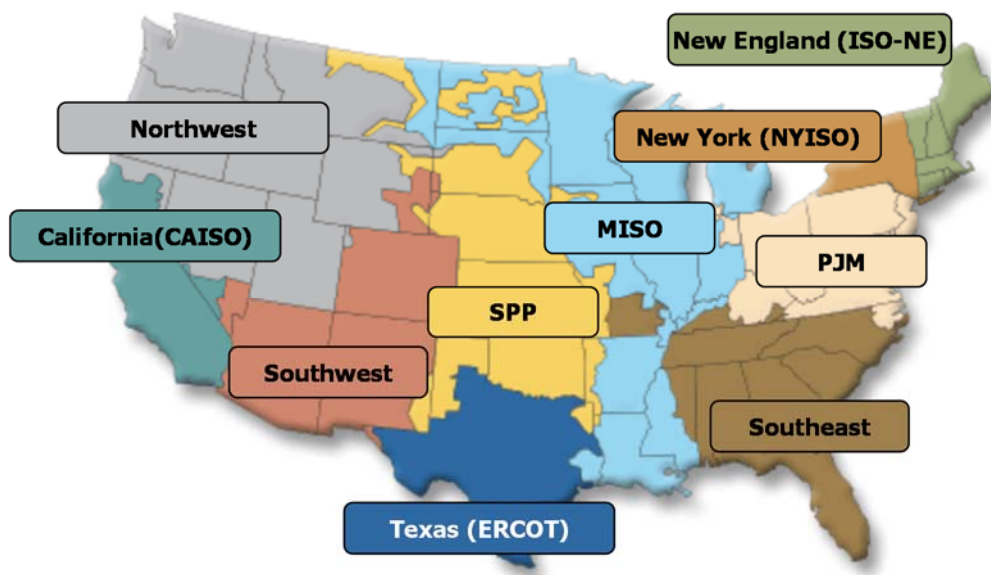 New England (ISO-NE)
Northwest
New York (NYISO)
California(CAISO)
MISO
PJM
SPP
Southwest
Southeast
Texas (ERCOT)